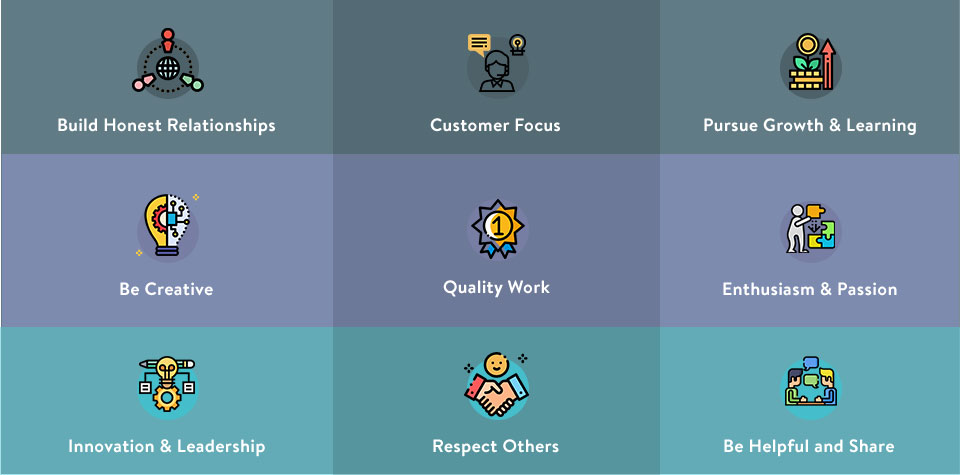 Build Honest Relationships
Customer Focus
Pursue Growth & Learning
Be Creative
1
Quality Work
Enthusiasm & Passion
Innovation & Leadership
Respect Others
Be Helpful and Share